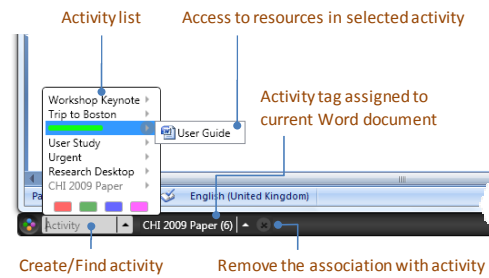 Activity list
Access to resources in selected activity
Workshop Keynote
Trip to Boston
User Guide
User Study
Urgent
Research Desktop
CHI 2009 Paper
Activity tag assigned to
current Word document
Pa
English (United Kingdom)
Activity
CHI 2009 Paper (6)
Create/Find activity
Remove the association with activity